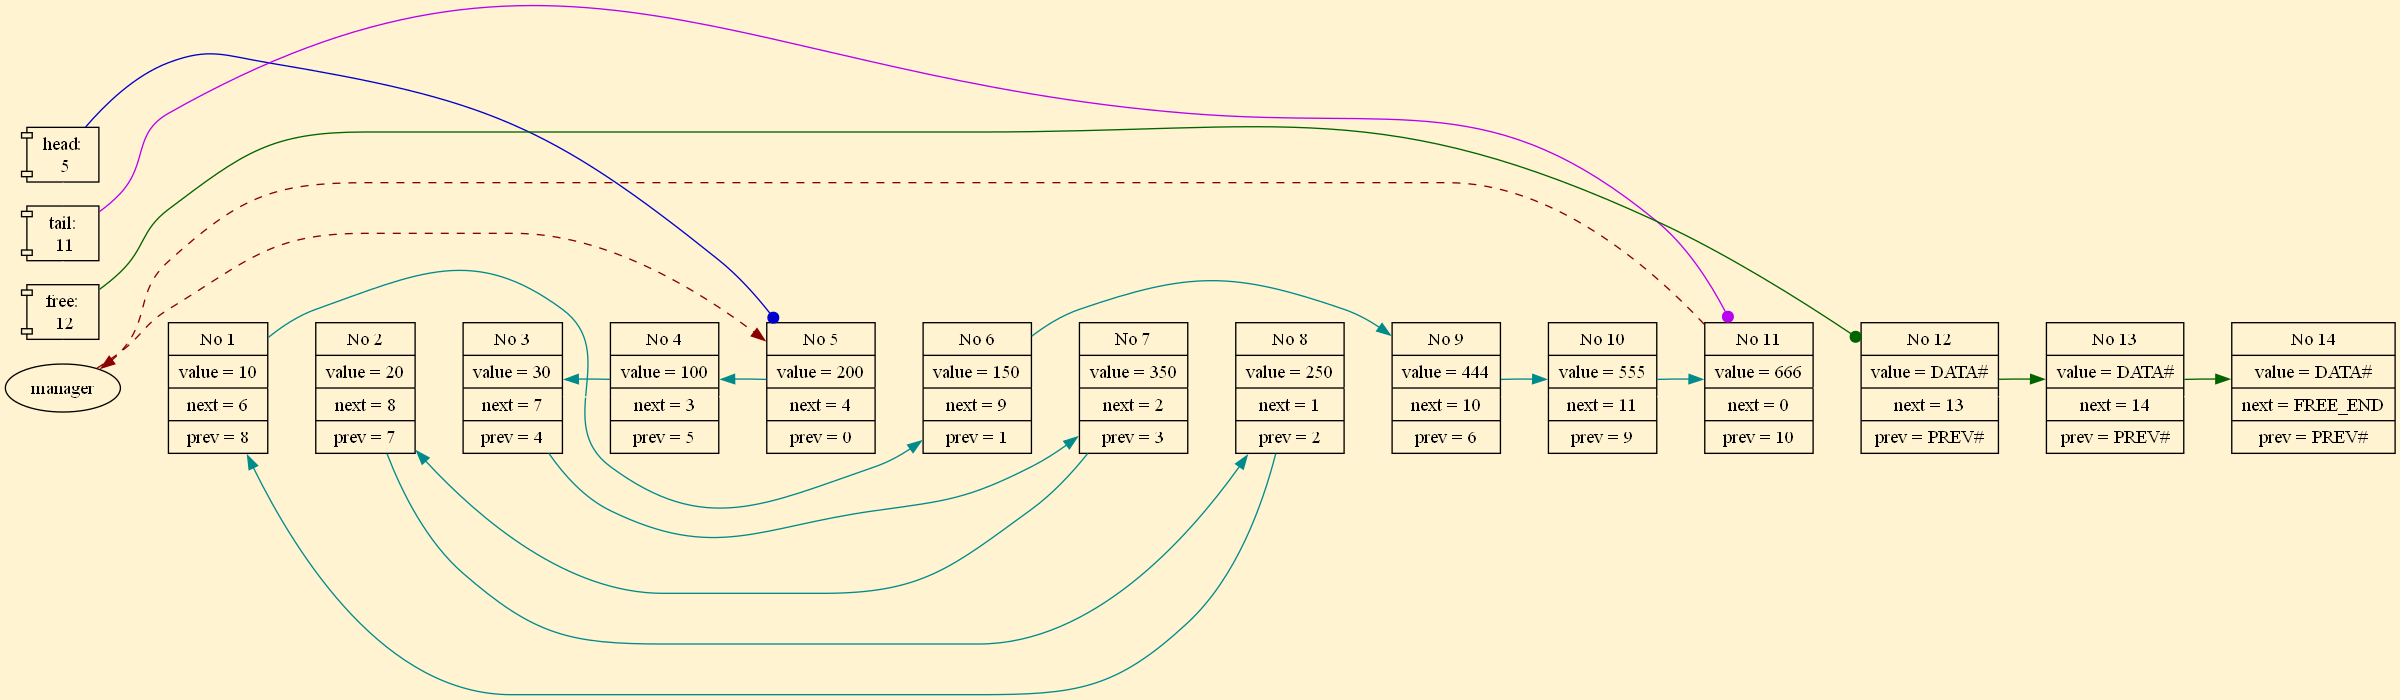 head:
5
tail:
11
free:
12
manager
No 1
value = 10
next = 6
prev = 8
No 2
value = 20
next = 8
prev = 7
No 3
value = 30
next = 7
prev = 4
No 4
value = 100
next = 3
prev = 5
No 5
value = 200
next = 4
prev = 0
No 6
value = 150
next = 9
prev = 1
No 7
value = 350
next = 2
prev = 3
No 8
value = 250
next = 1
prev = 2
No 9
value = 444
next = 10
prev = 6
No 10
value = 555
next = 11
prev = 9
No 11
value = 666
next = 0
prev = 10
No 12
value = DATA#
next = 13
prev = PREV#
No 13
value = DATA#
next = 14
prev = PREV#
No 14
value = DATA#
next = FREE_END
prev = PREV#